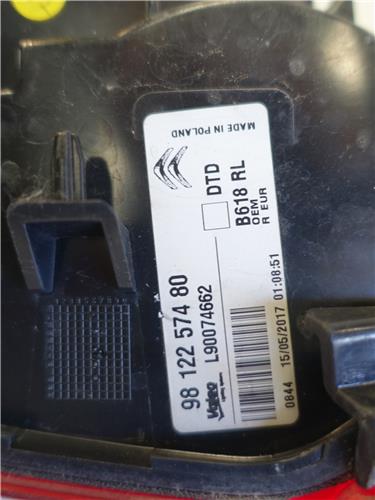 MADE IN POLAND
DTD
B618 RL
OEM
R EUR
98 122 574 80
L90074662
Valeo
0844 15/05/2017 01:08:51